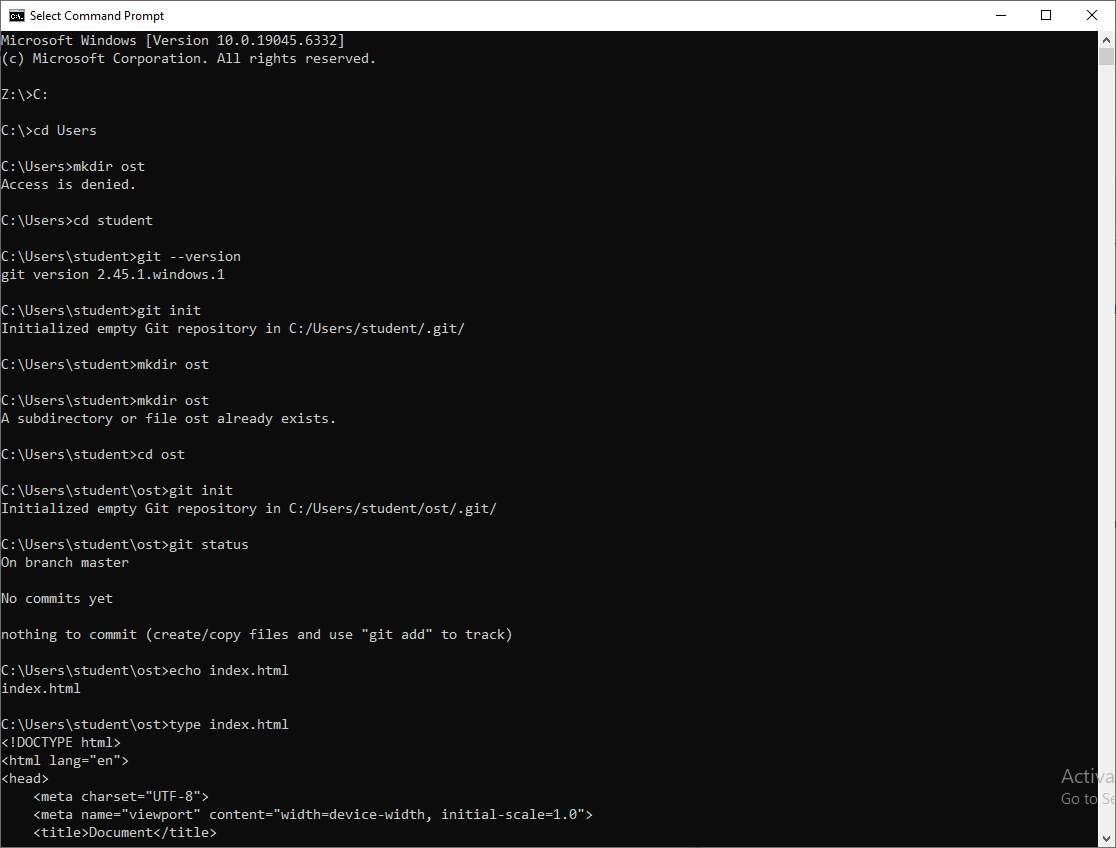 Select Command Prompt
Microsoft Windows [Version 10.0.19045.6332]
(c) Microsoft Corporation. All rights reserved.
Z:\>C:
C:\>cd Users
C:\Users>mkdir ost
Access is denied.
C:\Users>cd student
C:\Users\student>git --version
git version 2.45.1.windows.1
C:\Users\student>git init
Initialized empty Git repository in C:/Users/student/.git/
C:\Users\student>mkdir ost
C:\Users\student>mkdir ost
A subdirectory or file ost already exists.
C:\Users\student>cd ost
C:\Users\student\ost>git init
Initialized empty Git repository in C:/Users/student/ost/.git/
C:\Users\student\ost>git status
On branch master
No commits yet
nothing to commit (create/copy files and use "git add" to track)
C:\Users\student\ost>echo index.html
index.html
C:\Users\student\ost>type index.html
<!DOCTYPE html>
<html lang="en">
<head>
    <meta charset="UTF-8">
    <meta name="viewport" content="width=device-width, initial-scale=1.0">
    <title>Document</title>
Activa
Go to Se